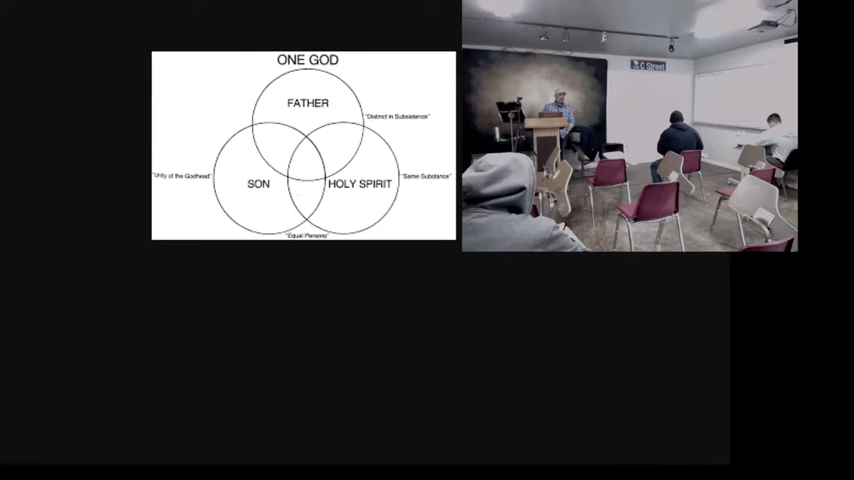 ONE GOD
FATHER
"Distinct in Subsistence"
"Unity of the Godhead"
SON
HOLY SPIRIT
"Same Substance"
"Equal Persons"
C Street